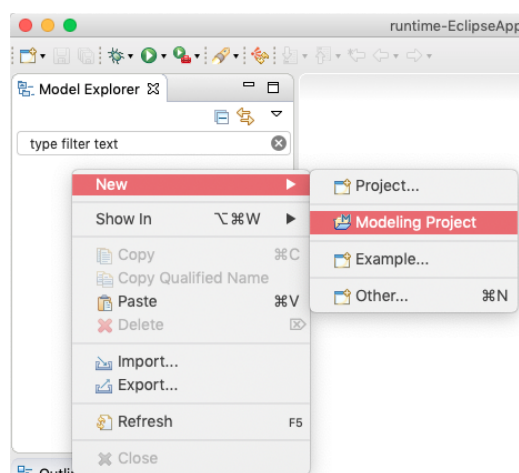 runtime-EclipseApp
Model Explorer
type filter text
New
Project...
Show In ⌥⌘W
Modeling Project
Copy ⌘C
Example...
Copy Qualified Name
Paste ⌘V
Other... ⌘N
Delete
Import...
Export...
Refresh F5
Close